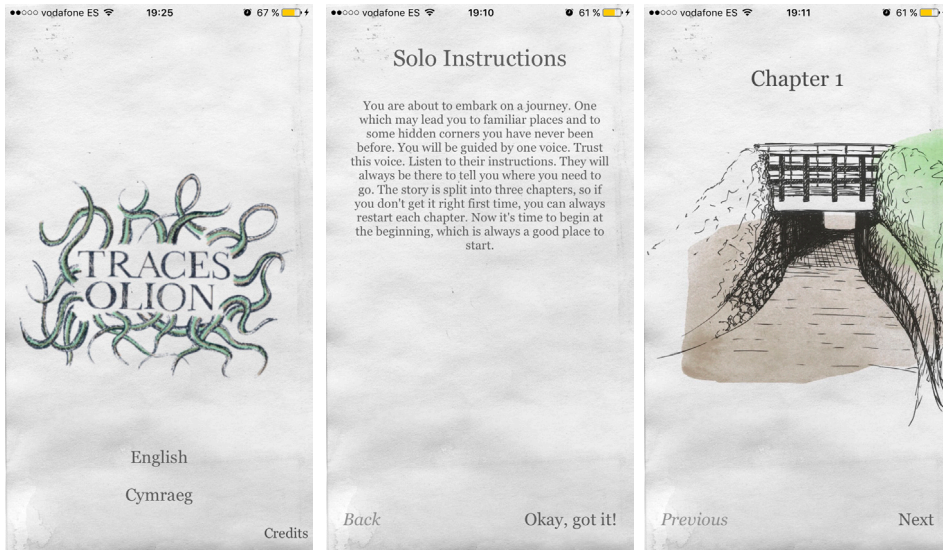 vodafone ES 19:25 67 %
TRACES
OLION
English
Cymraeg
Credits
vodafone ES 19:10 61 %
Solo Instructions
You are about to embark on a journey. One
which may lead you to familiar places and to
some hidden corners you have never been
before. You will be guided by one voice. Trust
this voice. Listen to their instructions. They will
always be there to tell you where you need to
go. The story is split into three chapters, so if
you don't get it right first time, you can always
restart each chapter. Now it's time to begin at
the beginning, which is always a good place to
start.
Back Okay, got it!
vodafone ES 19:11 61 %
Chapter 1
Previous Next